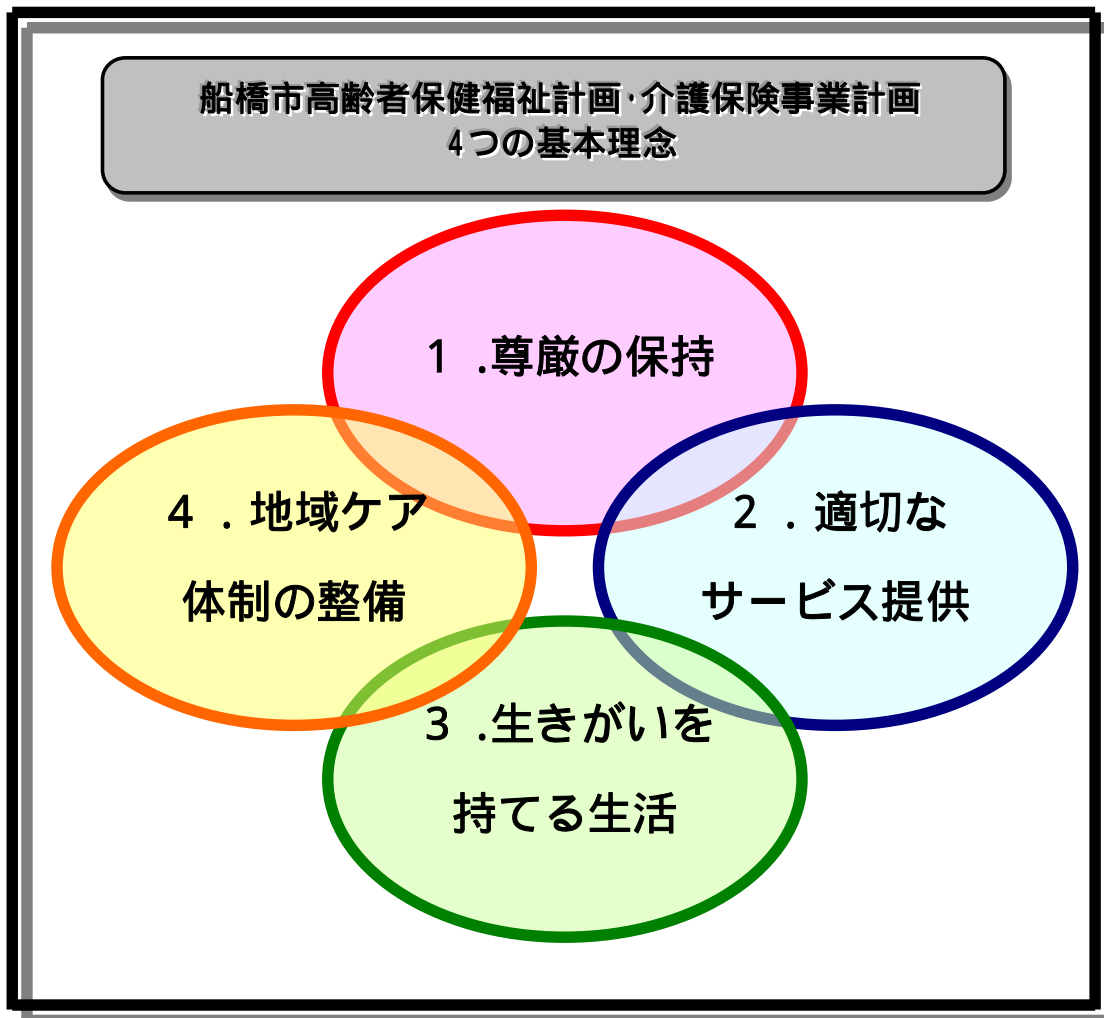 船橋市高齢者保健福祉計画･介護保険事業計画
4つの基本理念
1 .尊厳の保持
2 . 適切な
サービス提供
3 .生きがいを
持てる生活
4 . 地域ケア
体制の整備